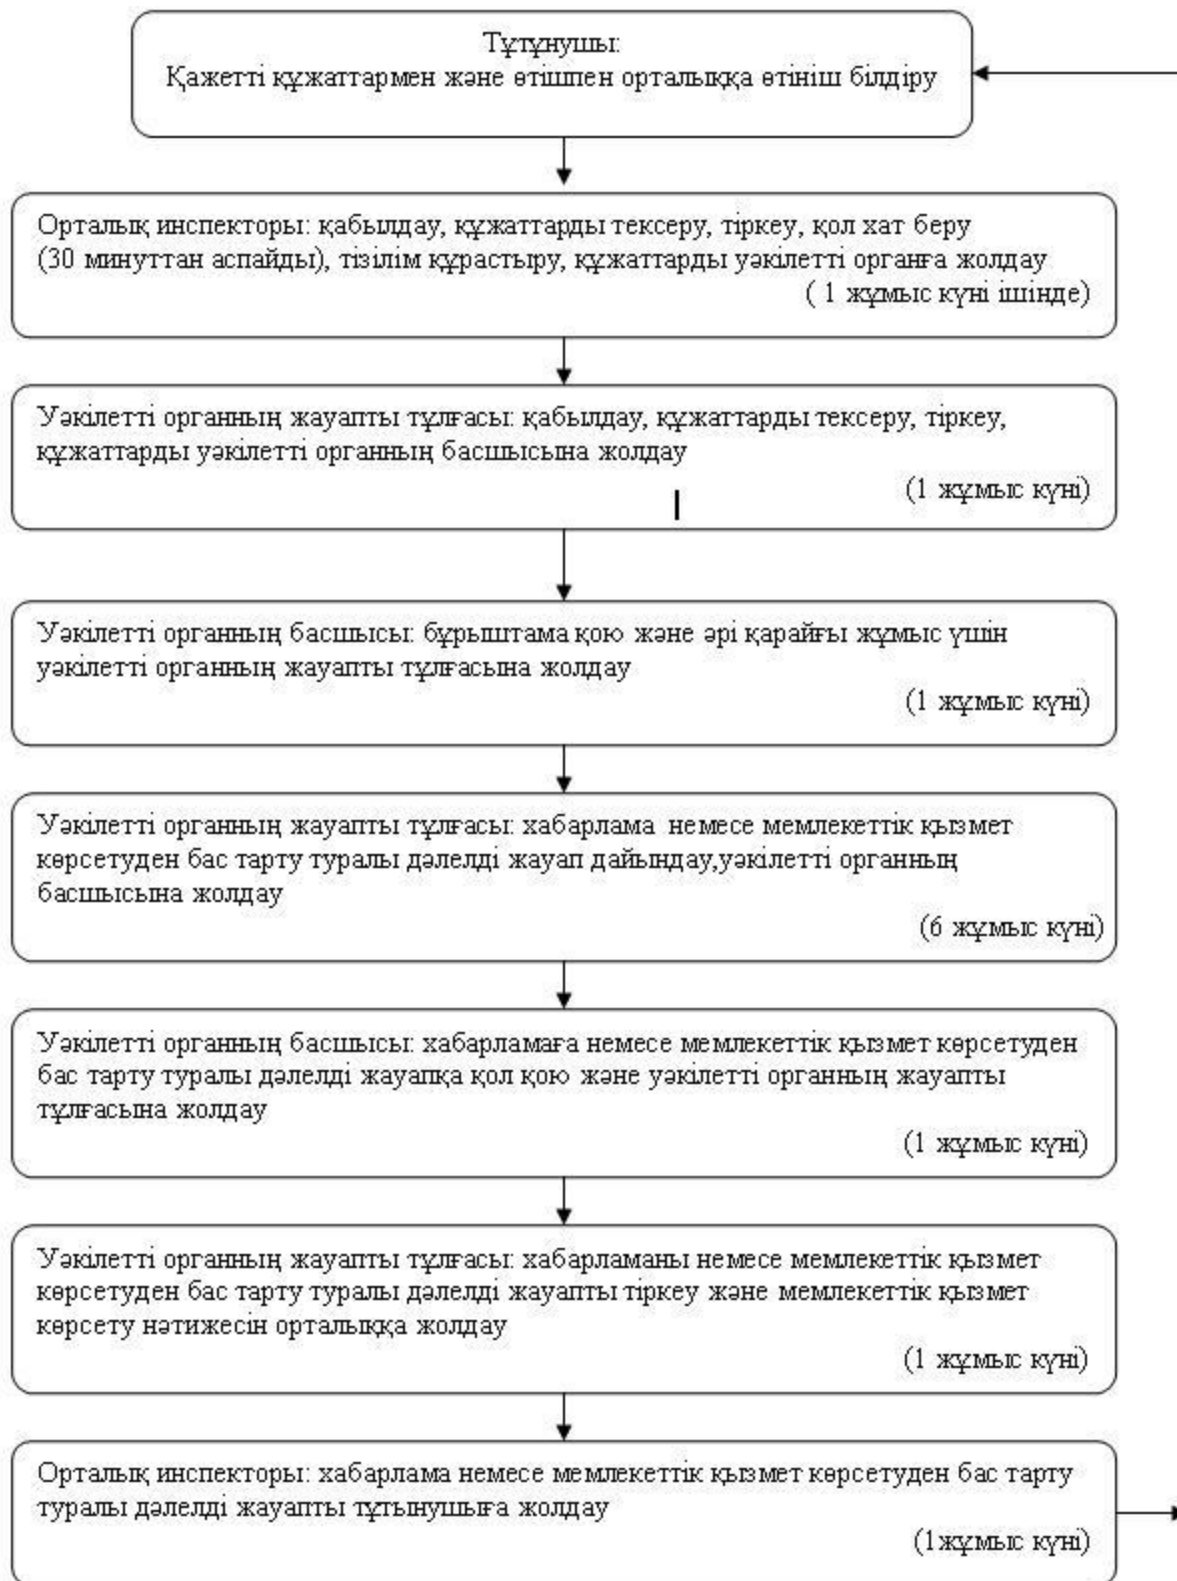 Тұтұнушы:
Қажетті құжаттармен және өтішпен орталыққа өтініш білдіру
Орталық инспекторы: қабылдау, құжаттарды тексеру, тіркеу, қол хат беру
(30 минуттан аспайды), тізілім құрастыру, құжаттарды уәкілетті органға жолдау
( 1 жұмыс күні ішінде)
Уәкілетті органның жауапты тұлғасы: қабылдау, құжаттарды тексеру, тіркеу,
құжаттарды уәкілетті органның басшысына жолдау
(1 жұмыс күні)
Уәкілетті органның басшысы: бұрыштама қою және әрі қарайғы жұмыс үшін
уәкілетті органның жауапты тұлғасына жолдау
(1 жұмыс күні)
Уәкілетті органның жауапты тұлғасы: хабарлама немесе мемлекеттік қызмет
көрсетуден бас тарту туралы дәлелді жауап дайындау,уәкілетті органның
басшысына жолдау
(6 жұмыс күні)
Уәкілетті органның басшысы: хабарламаға немесе мемлекеттік қызмет көрсетуден
бас тарту туралы дәлелді жауапқа қол қою және уәкілетті органның жауапты
тұлғасына жолдау
(1 жұмыс күні)
Уәкілетті органның жауапты тұлғасы: хабарламаны немесе мемлекеттік қызмет
көрсетуден бас тарту туралы дәлелді жауапты тіркеу және мемлекеттік қызмет
көрсету нәтижесін орталыққа жолдау
(1 жұмыс күні)
Орталық инспекторы: хабарлама немесе мемлекеттік қызмет көрсетуден бас тарту
туралы дәлелді жауапты тұтынушыға жолдау
(1жұмыс күні)